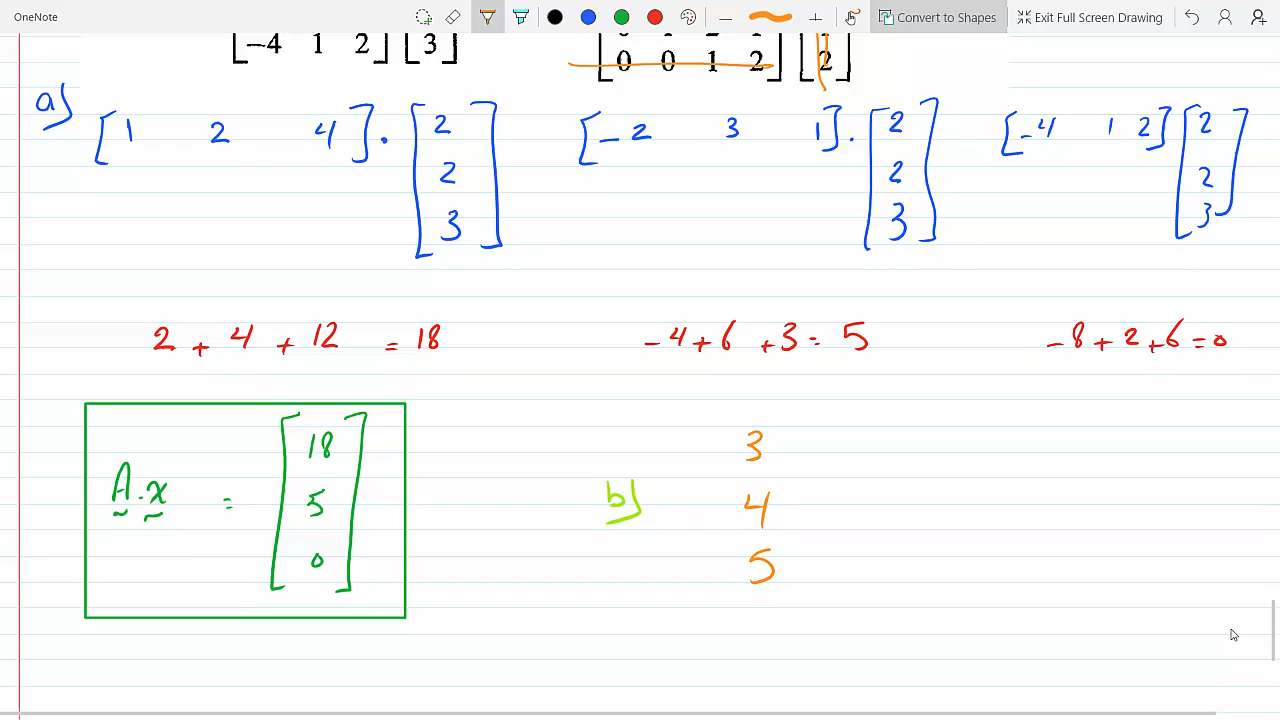 OneNote
Convert to Shapes
Exit Full Screen Drawing
[-4 1 2] [3]
[0 0 1 2] [2]
a)
[1 2 4] . [2
2
3]
[-2 3 1] . [2
2
3]
[-4 1 2] [2
2
3]
2 + 4 + 12 = 18
-4 + 6 + 3 = 5
-8 + 2 + 6 = 0
A . x = [18
5
0]
b)
3
4
5